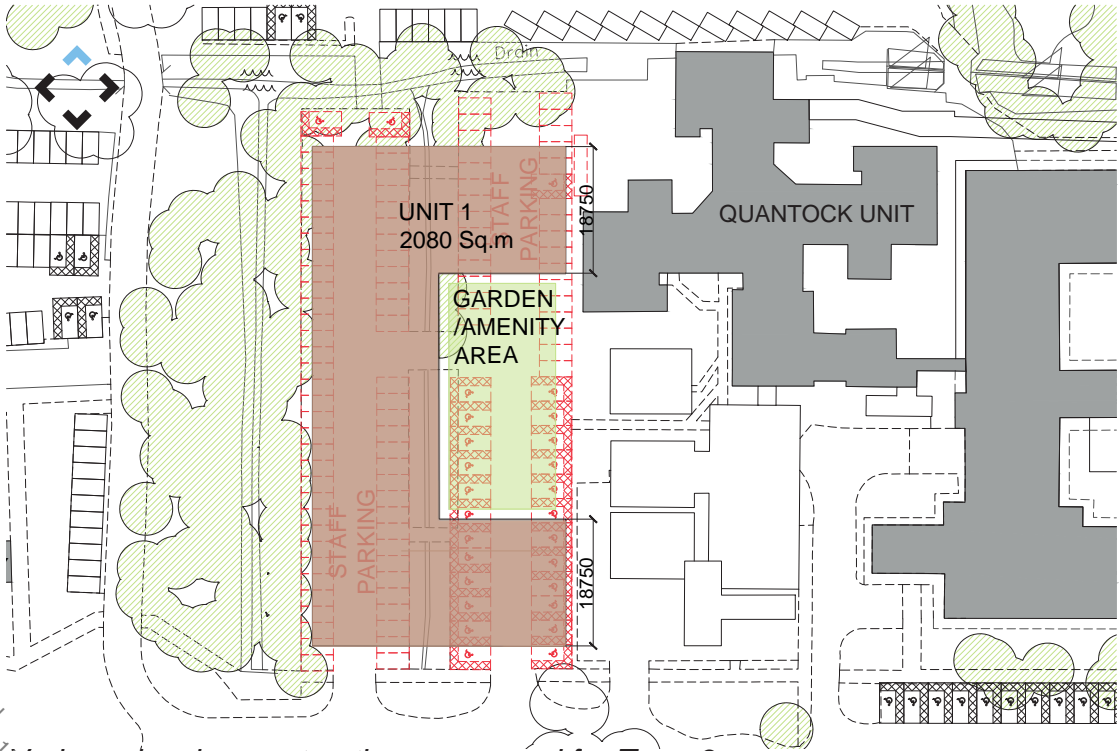 Drain
STAFF
PARKING
UNIT 1
2080 Sq.m
18750
QUANTOCK UNIT
GARDEN
/AMENITY
AREA
STAFF
PARKING
18750